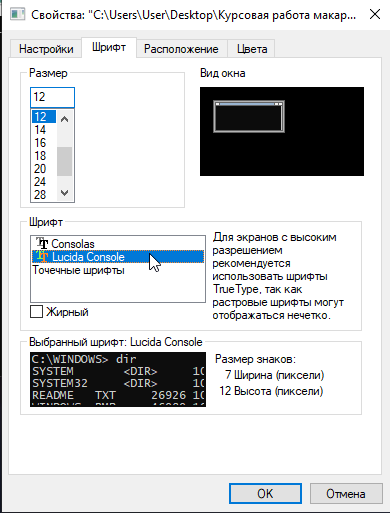 Свойства: "C:\Users\User\Desktop\Курсовая работа макар...
Настройки Шрифт Расположение Цвета
Размер
12
12
14
16
18
20
24
28
Вид окна
Шрифт
Consolas
Lucida Console
Точечные шрифты
Жирный
Для экранов с высоким
разрешением
рекомендуется
использовать шрифты
TrueType, так как
растровые шрифты могут
отображаться нечетко.
Выбранный шрифт: Lucida Console
C:\WINDOWS> dir
SYSTEM <DIR> 10
SYSTEM32 <DIR> 10
README TXT 26926 10
Размер знаков:
7 Ширина (пиксели)
12 Высота (пиксели)
OK Отмена